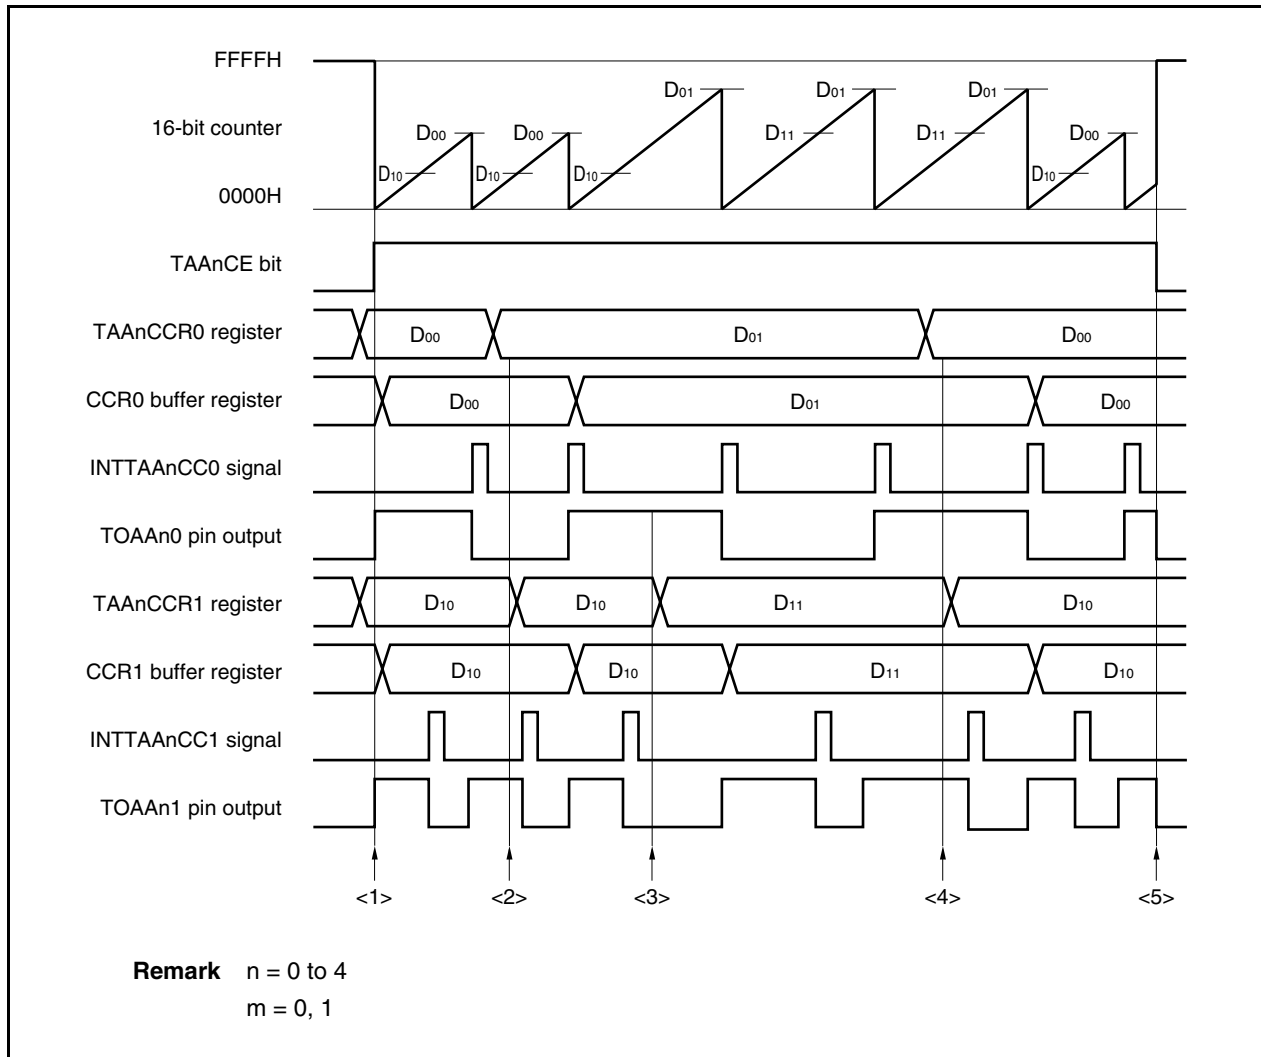 FFFFH
D01 D01 D01
16-bit counter D00 D00 D11 D11 D00
D10 D10 D10 D10
0000H
TAAnCE bit
TAAnCCR0 register D00 D01 D00
CCR0 buffer register D00 D01 D00
INTTAAnCC0 signal
TOAAn0 pin output
TAAnCCR1 register D10 D10 D11 D10
CCR1 buffer register D10 D10 D11 D10
INTTAAnCC1 signal
TOAAn1 pin output
<1> <2> <3> <4> <5>
Remark n = 0 to 4
m = 0, 1